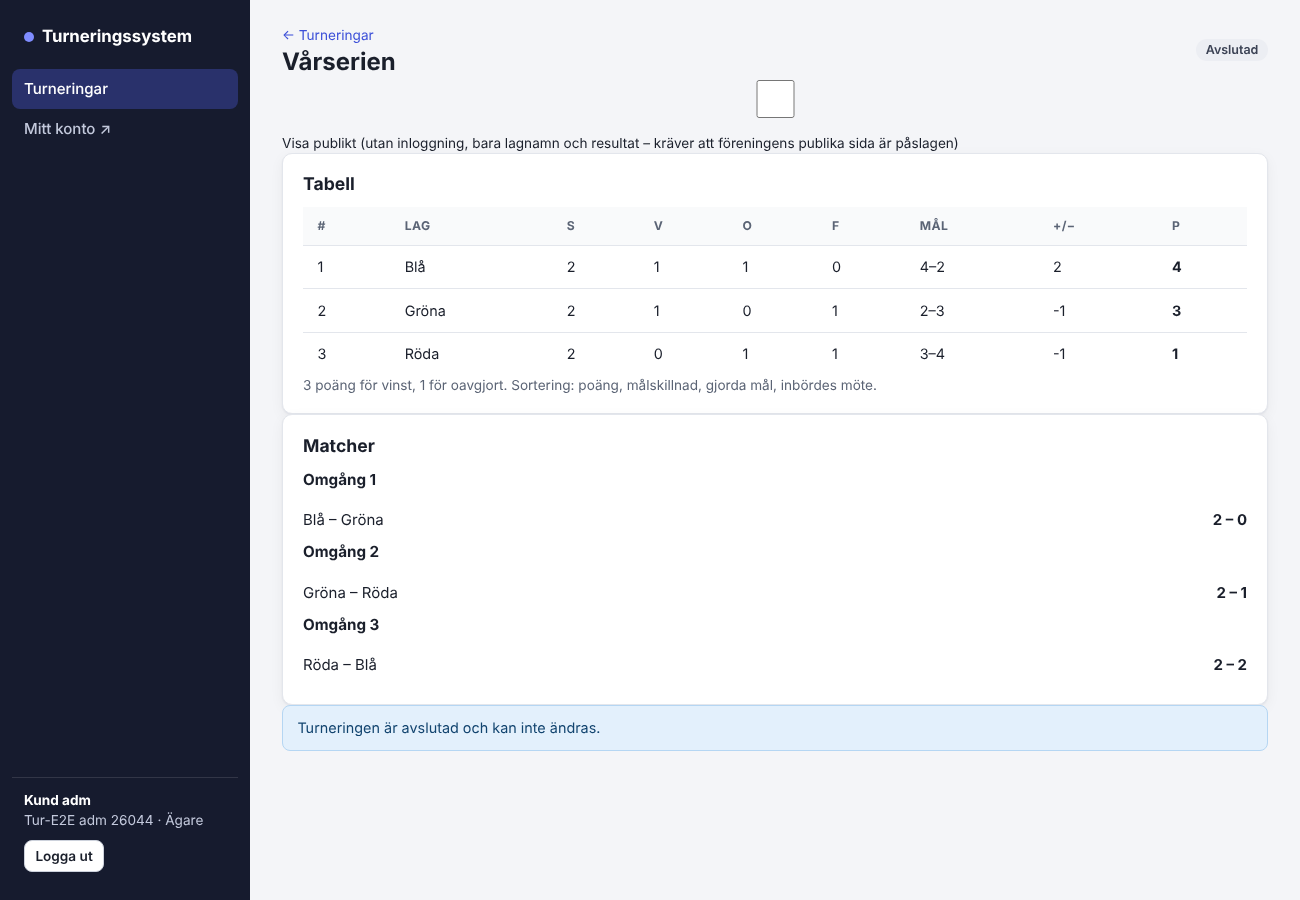 Turneringssystem
Turneringar
Mitt konto ↗
Kund adm
Tur-E2E adm 26044 · Ägare
Logga ut
← Turneringar
Vårserien
Avslutad
Visa publikt (utan inloggning, bara lagnamn och resultat – kräver att föreningens publika sida är påslagen)
Tabell
# LAG S V O F MÅL +/− P
1 Blå 2 1 1 0 4–2 2 4
2 Gröna 2 1 0 1 2–3 -1 3
3 Röda 2 0 1 1 3–4 -1 1
3 poäng för vinst, 1 för oavgjort. Sortering: poäng, målskillnad, gjorda mål, inbördes möte.
Matcher
Omgång 1
Blå – Gröna 2 – 0
Omgång 2
Gröna – Röda 2 – 1
Omgång 3
Röda – Blå 2 – 2
Turneringen är avslutad och kan inte ändras.